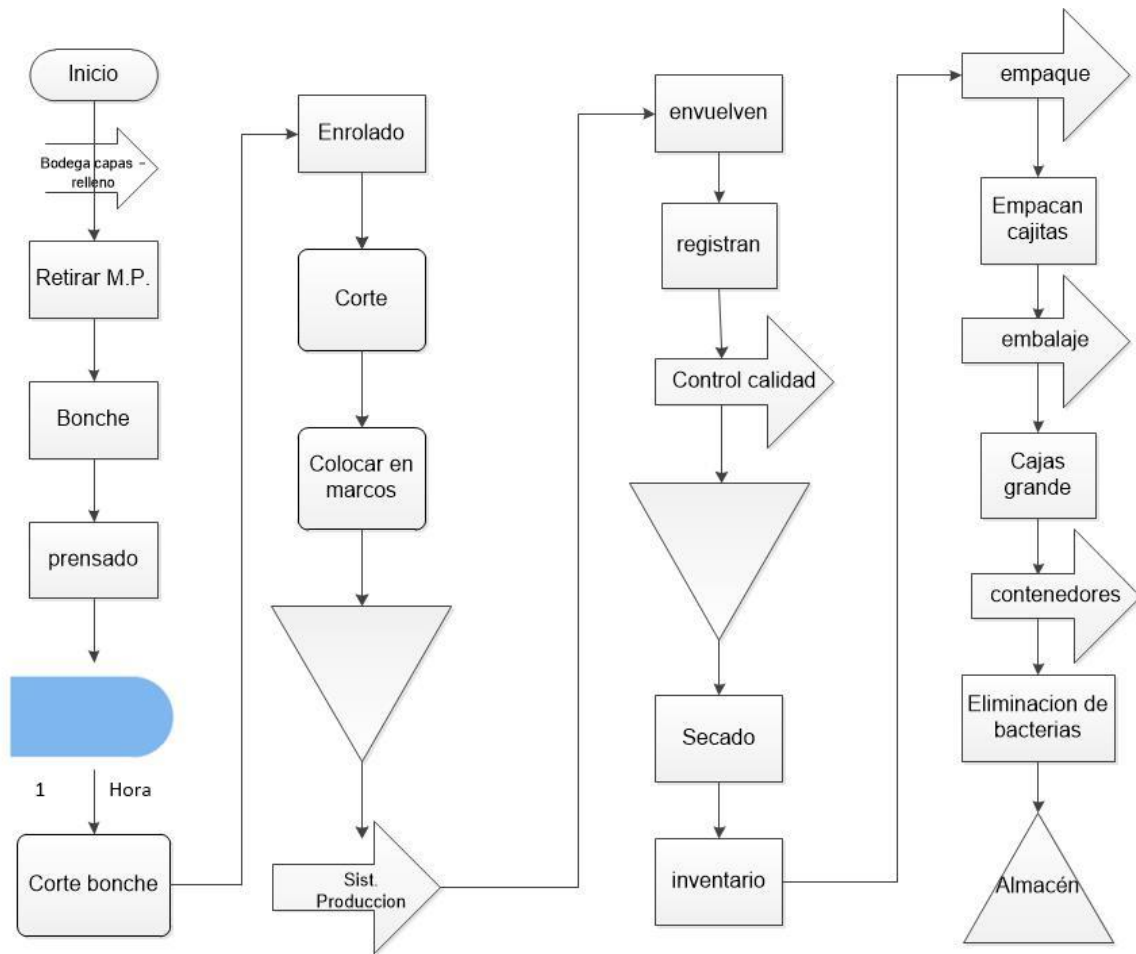 Inicio
Bodega capas -
relleno
Retirar M.P.
Bonche
prensado
1 Hora
Corte bonche
Enrolado
Corte
Colocar en
marcos
Sist.
Produccion
envuelven
registran
Control calidad
Secado
inventario
empaque
Empacan
cajitas
embalaje
Cajas
grande
contenedores
Eliminacion de
bacterias
Almacén